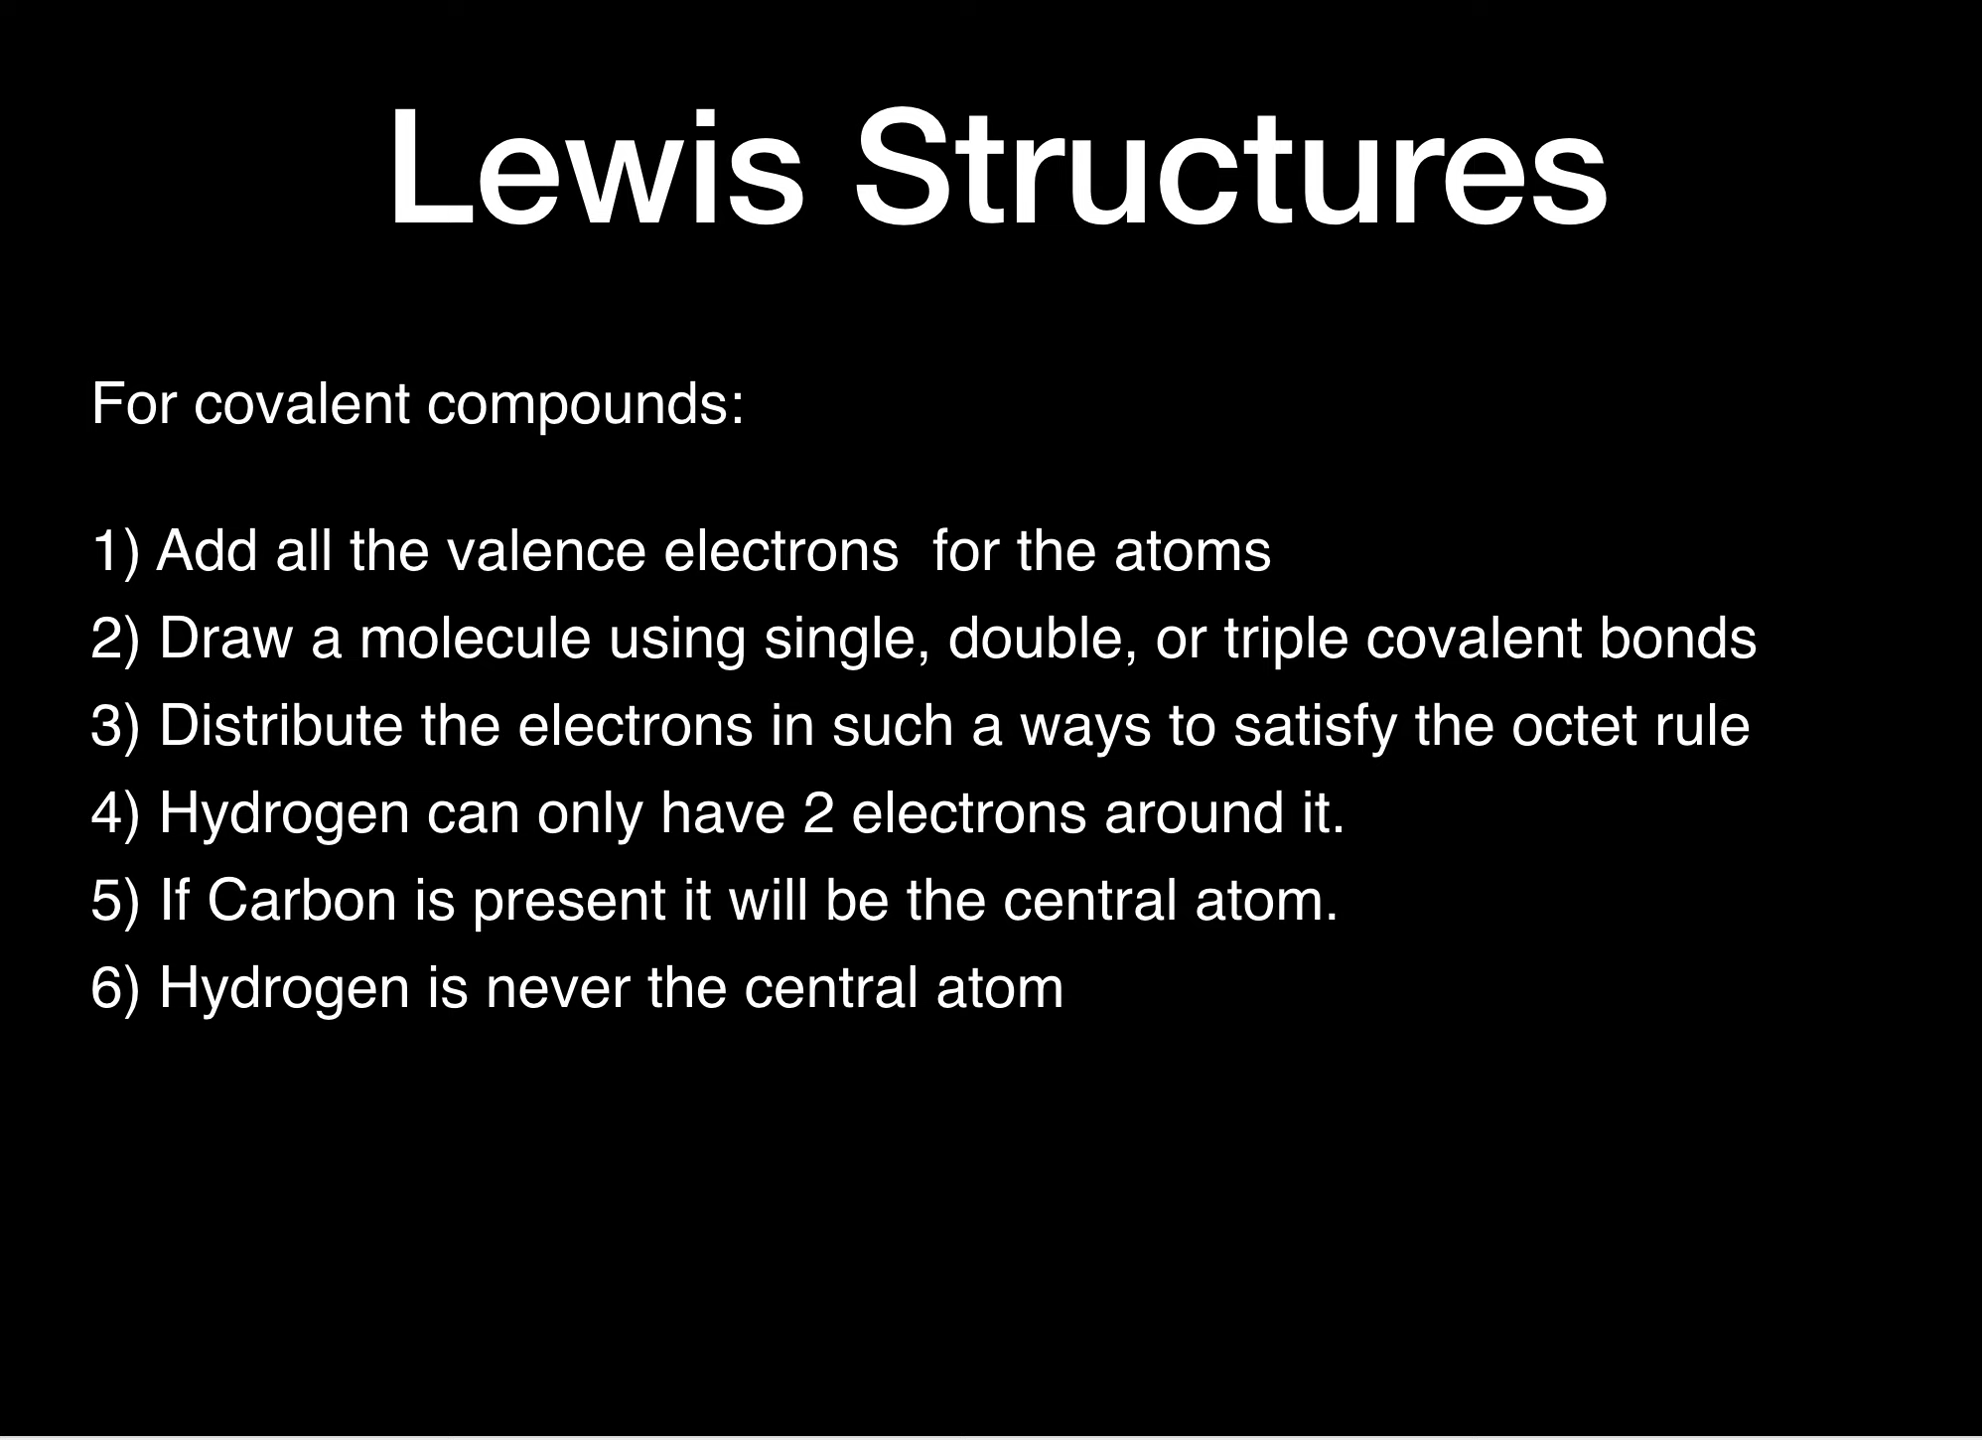 Lewis Structures
For covalent compounds:
1) Add all the valence electrons  for the atoms
2) Draw a molecule using single, double, or triple covalent bonds
3) Distribute the electrons in such a ways to satisfy the octet rule
4) Hydrogen can only have 2 electrons around it.
5) If Carbon is present it will be the central atom.
6) Hydrogen is never the central atom